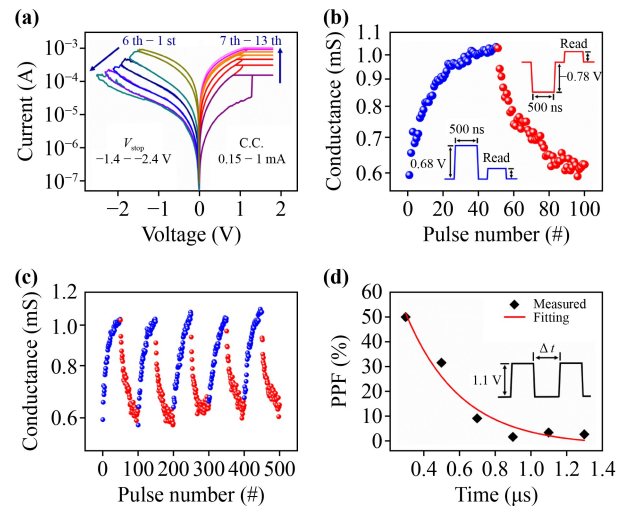 (a)
6 th − 1 st
7 th − 13 th
10⁻³
10⁻⁴
10⁻⁵
10⁻⁶
10⁻⁷
Current (A)
Vstop
−1.4 − −2.4 V
C.C.
0.15 − 1 mA
−2
−1
0
1
2
Voltage (V)
(b)
1.1
1.0
0.9
0.8
0.7
0.6
Conductance (mS)
Read
−0.78 V
500 ns
500 ns
0.68 V
Read
0
20
40
60
80
100
Pulse number (#)
(c)
1.2
1.0
0.8
0.6
Conductance (mS)
0
100
200
300
400
500
Pulse number (#)
(d)
60
50
40
30
20
10
0
PPF (%)
Measured
Fitting
Δ t
1.1 V
0.4
0.6
0.8
1.0
1.2
1.4
Time (μs)